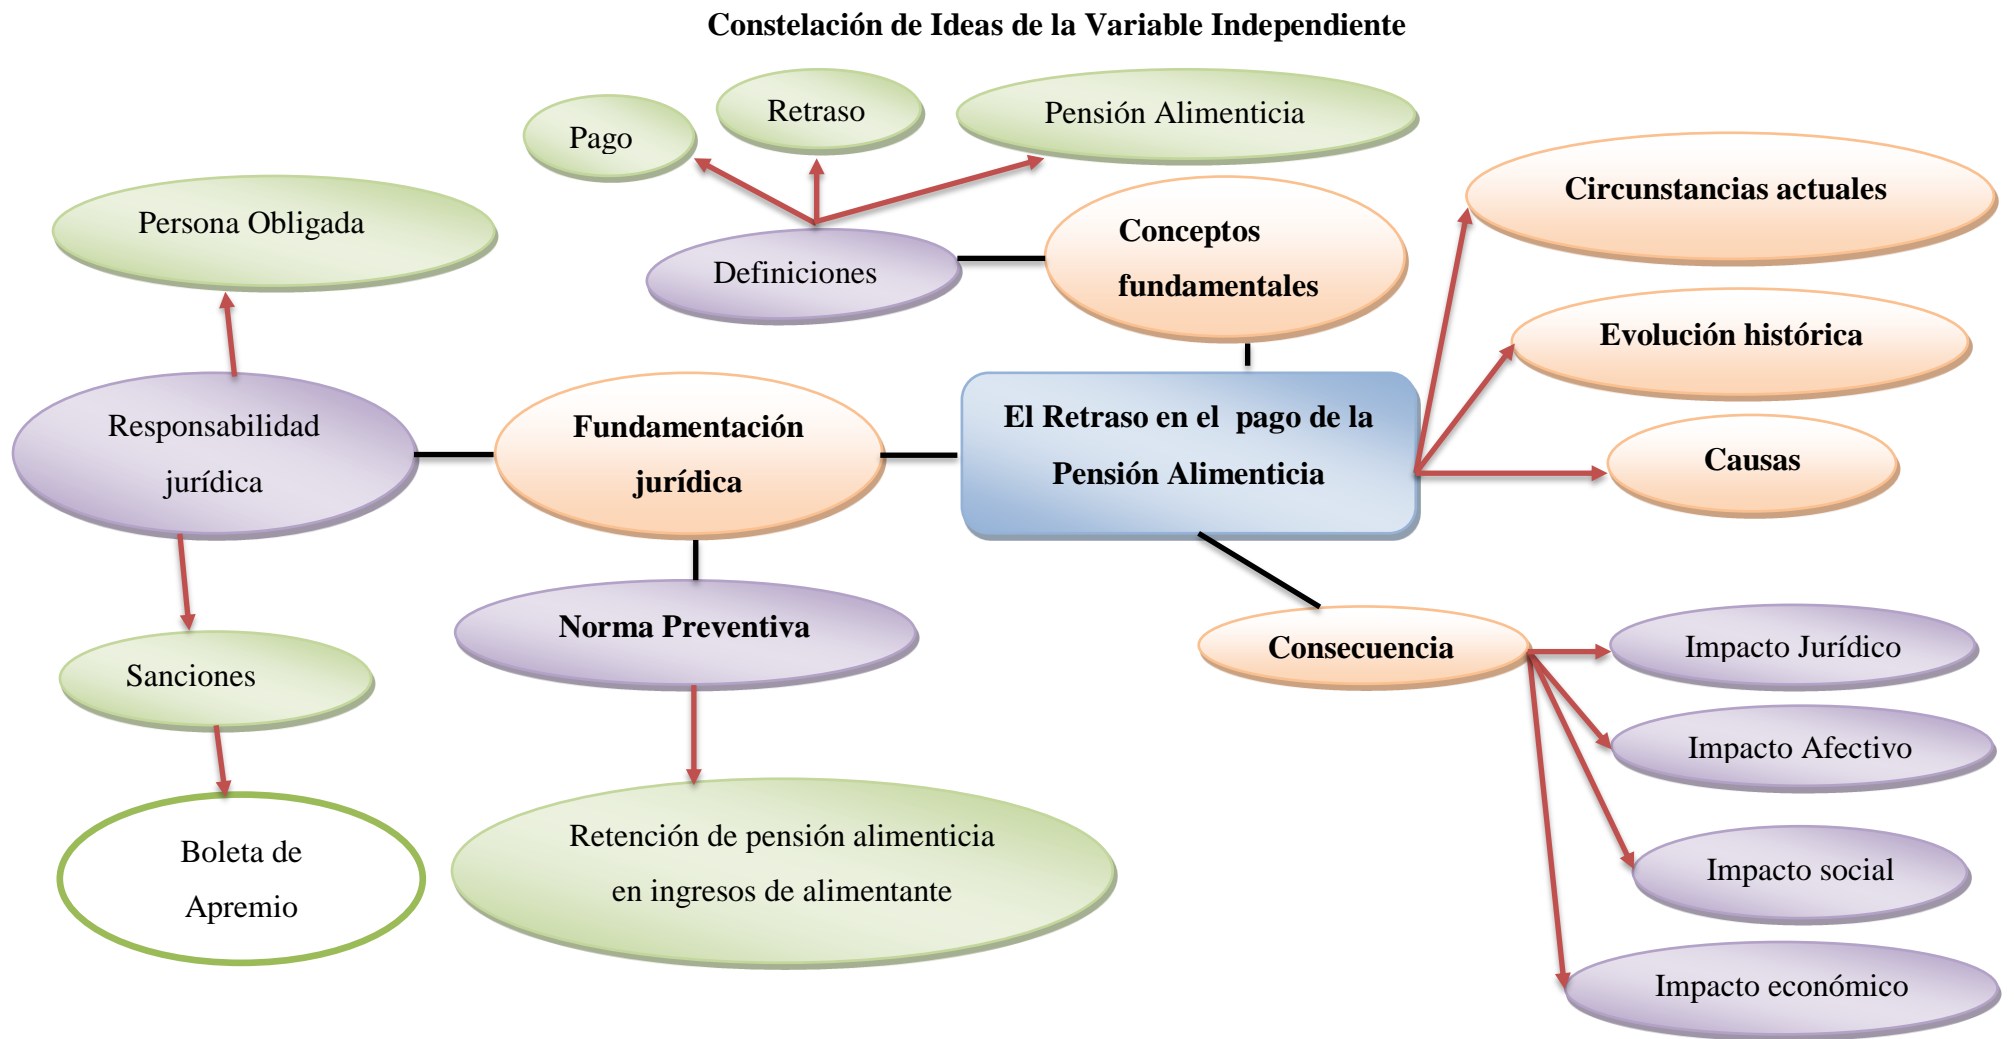 Constelación de Ideas de la Variable Independiente
Pago
Retraso
Pensión Alimenticia
Persona Obligada
Definiciones
Conceptos
fundamentales
Circunstancias actuales
Evolución histórica
Responsabilidad
jurídica
Fundamentación
jurídica
El Retraso en el pago de la
Pensión Alimenticia
Causas
Sanciones
Norma Preventiva
Consecuencia
Impacto Jurídico
Impacto Afectivo
Boleta de
Apremio
Retención de pensión alimenticia
en ingresos de alimentante
Impacto social
Impacto económico